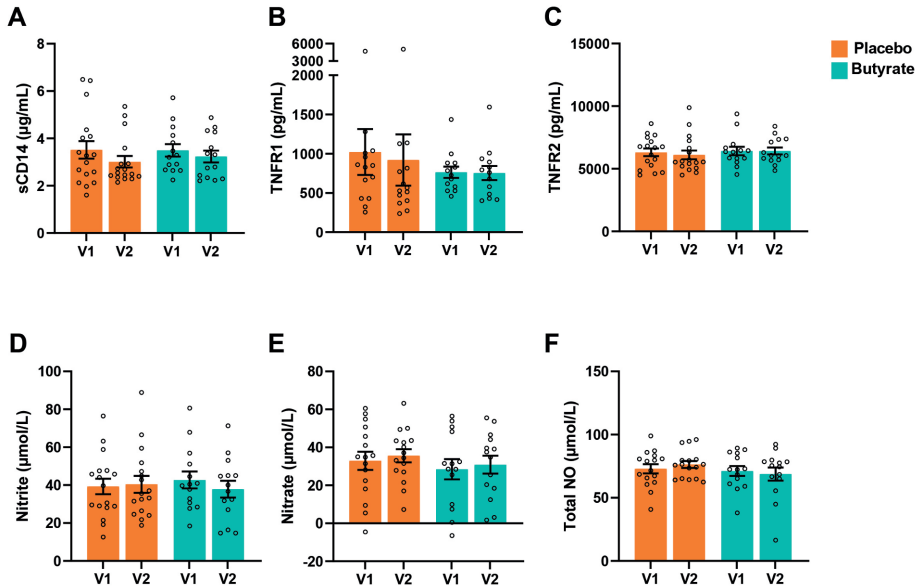 A
sCD14 (µg/mL)
8
6
4
2
0
V1 V2 V1 V2
B
TNFR1 (pg/mL)
6000
3000
2000
1500
1000
500
0
V1 V2 V1 V2
C
TNFR2 (pg/mL)
15000
10000
5000
0
V1 V2 V1 V2
Placebo
Butyrate
D
Nitrite (µmol/L)
100
80
60
40
20
0
V1 V2 V1 V2
E
Nitrate (µmol/L)
80
60
40
20
0
-20
V1 V2 V1 V2
F
Total NO (µmol/L)
150
100
50
0
V1 V2 V1 V2